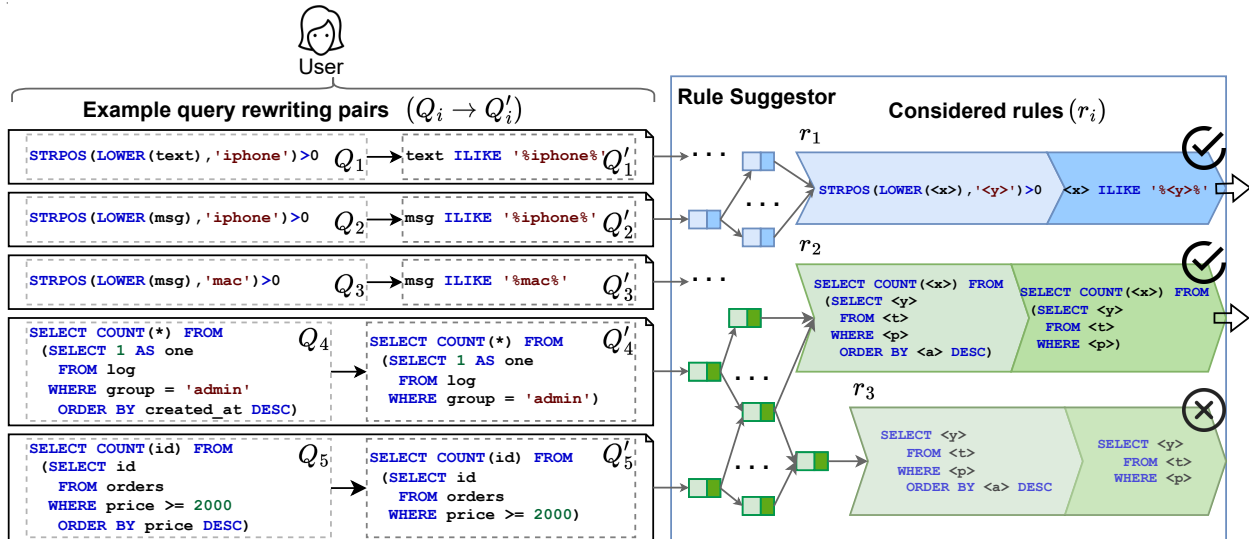 User
Example query rewriting pairs (Q_i → Q'_i)
STRPOS(LOWER(text),'iphone')>0
Q_1
text ILIKE '%iphone%'
Q'_1
STRPOS(LOWER(msg),'iphone')>0
Q_2
msg ILIKE '%iphone%'
Q'_2
STRPOS(LOWER(msg),'mac')>0
Q_3
msg ILIKE '%mac%'
Q'_3
SELECT COUNT(*) FROM
(SELECT 1 AS one
FROM log
WHERE group = 'admin'
ORDER BY created_at DESC)
Q_4
SELECT COUNT(*) FROM
(SELECT 1 AS one
FROM log
WHERE group = 'admin')
Q'_4
SELECT COUNT(id) FROM
(SELECT id
FROM orders
WHERE price >= 2000
ORDER BY price DESC)
Q_5
SELECT COUNT(id) FROM
(SELECT id
FROM orders
WHERE price >= 2000)
Q'_5
Rule Suggestor
Considered rules (r_i)
...
r_1
STRPOS(LOWER(<x>),'<y>')>0
<x> ILIKE '%<y>%'
...
...
r_2
SELECT COUNT(<x>) FROM
(SELECT <y>
FROM <t>
WHERE <p>
ORDER BY <a> DESC)
SELECT COUNT(<x>) FROM
(SELECT <y>
FROM <t>
WHERE <p>)
...
...
r_3
SELECT <y>
FROM <t>
WHERE <p>
ORDER BY <a> DESC
SELECT <y>
FROM <t>
WHERE <p>